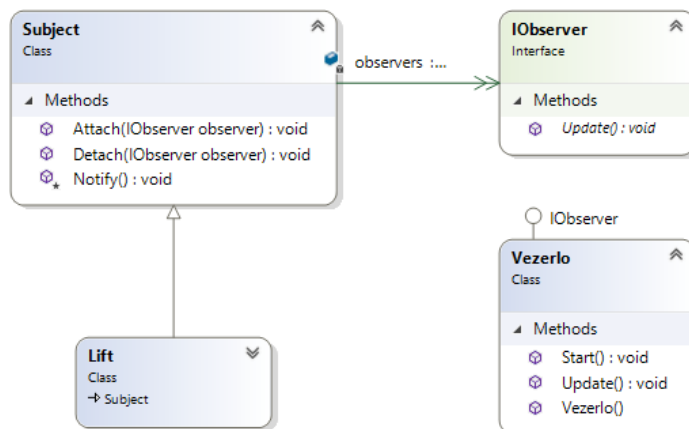 Subject
Class
Methods
Attach(IObserver observer) : void
Detach(IObserver observer) : void
Notify() : void
observers :...
IObserver
Interface
Methods
Update() : void
Lift
Class
Subject
IObserver
Vezerlo
Class
Methods
Start() : void
Update() : void
Vezerlo()